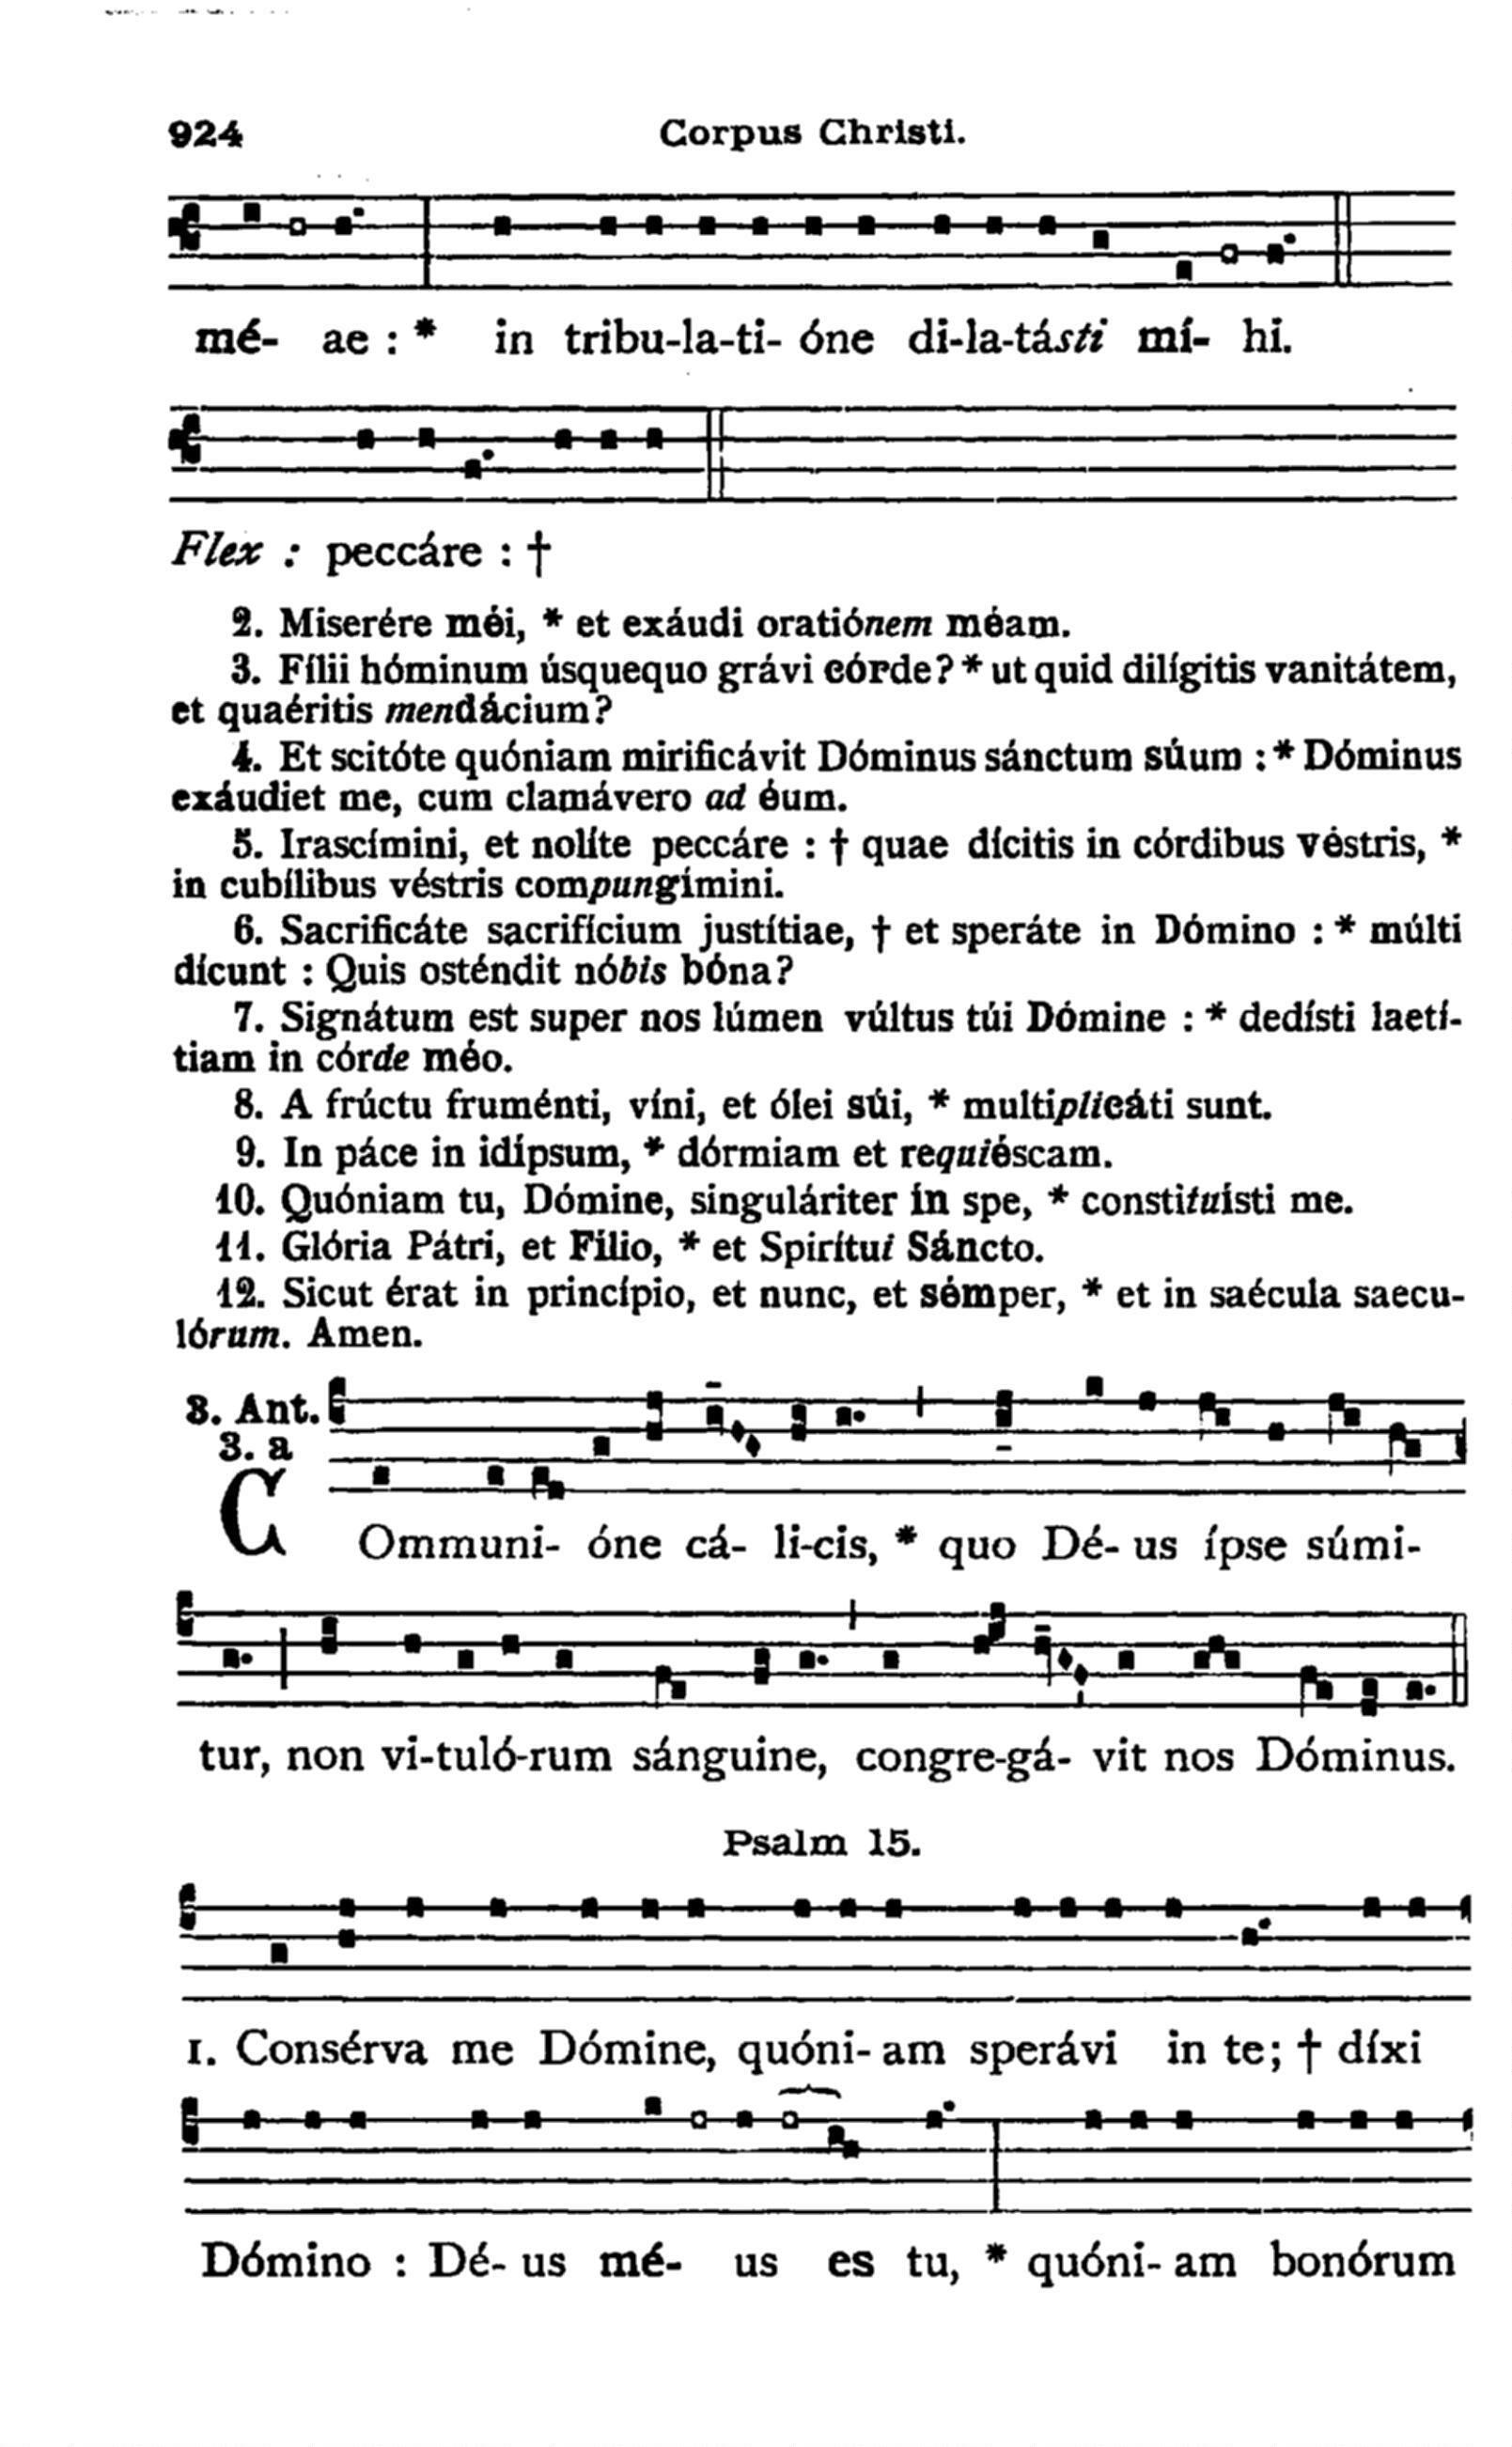 924 Corpus Christi.
mé- ae : * in tribu-la-ti- óne di-la-tásti mí- hi.
Flex : peccáre : †
2. Miserére méi, * et exáudi oratiónem méam.
3. Fílii hóminum úsquequo grávi córde? * ut quid dilígitis vanitátem,
et quaéritis mendácium?
4. Et scitóte quóniam mirificávit Dóminus sánctum súum : * Dóminus
exáudiet me, cum clamávero ad éum.
5. Irascímini, et nolíte peccáre : † quae dícitis in córdibus véstris, *
in cubílibus véstris compungímini.
6. Sacrificáte sacrifícium justítiae, † et speráte in Dómino : * múlti
dícunt : Quis osténdit nóbis bóna?
7. Signátum est super nos lúmen vúltus túi Dómine : * dedísti laetí-
tiam in córde méo.
8. A frúctu fruménti, víni, et ólei súi, * multiplicáti sunt.
9. In páce in idípsum, * dórmiam et requiéscam.
10. Quóniam tu, Dómine, singuláriter ín spe, * constituísti me.
11. Glória Pátri, et Fílio, * et Spirítui Sáncto.
12. Sicut érat in princípio, et nunc, et sémper, * et in saécula saecu-
lórum. Amen.
3. Ant.
3. a
COmmuni- óne cá- li-cis, * quo Dé- us ípse súmi-
tur, non vi-tuló-rum sánguine, congre-gá- vit nos Dóminus.
Psalm 15.
1. Consérva me Dómine, quóni- am sperávi in te; † díxi
Dómino : Dé- us mé- us es tu, * quóni- am bonórum